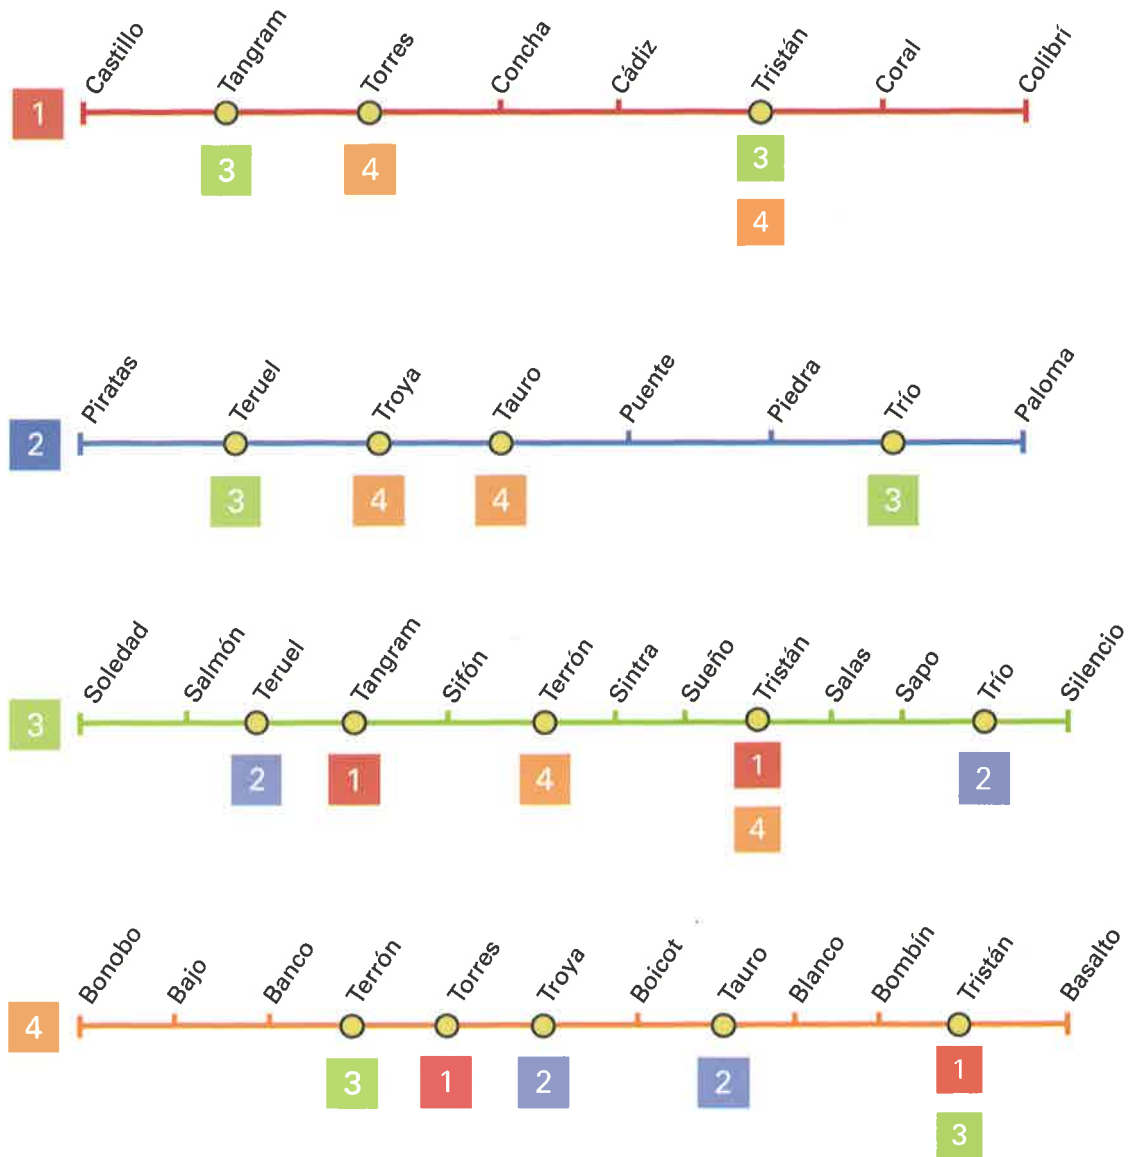 Castillo Tangram Torres Concha Cádiz Tristán Coral Colibrí
1
3 4 3
4
Piratas Teruel Troya Tauro Puente Piedra Trío Paloma
2
3 4 4 3
Soledad Salmón Teruel Tangram Sifón Terrón Sintra Sueño Tristán Salas Sapo Trío Silencio
3
2 1 4 1 2
4
Bonobo Bajo Banco Terrón Torres Troya Boicot Tauro Blanco Bombín Tristán Basalto
4
3 1 2 2 1
3